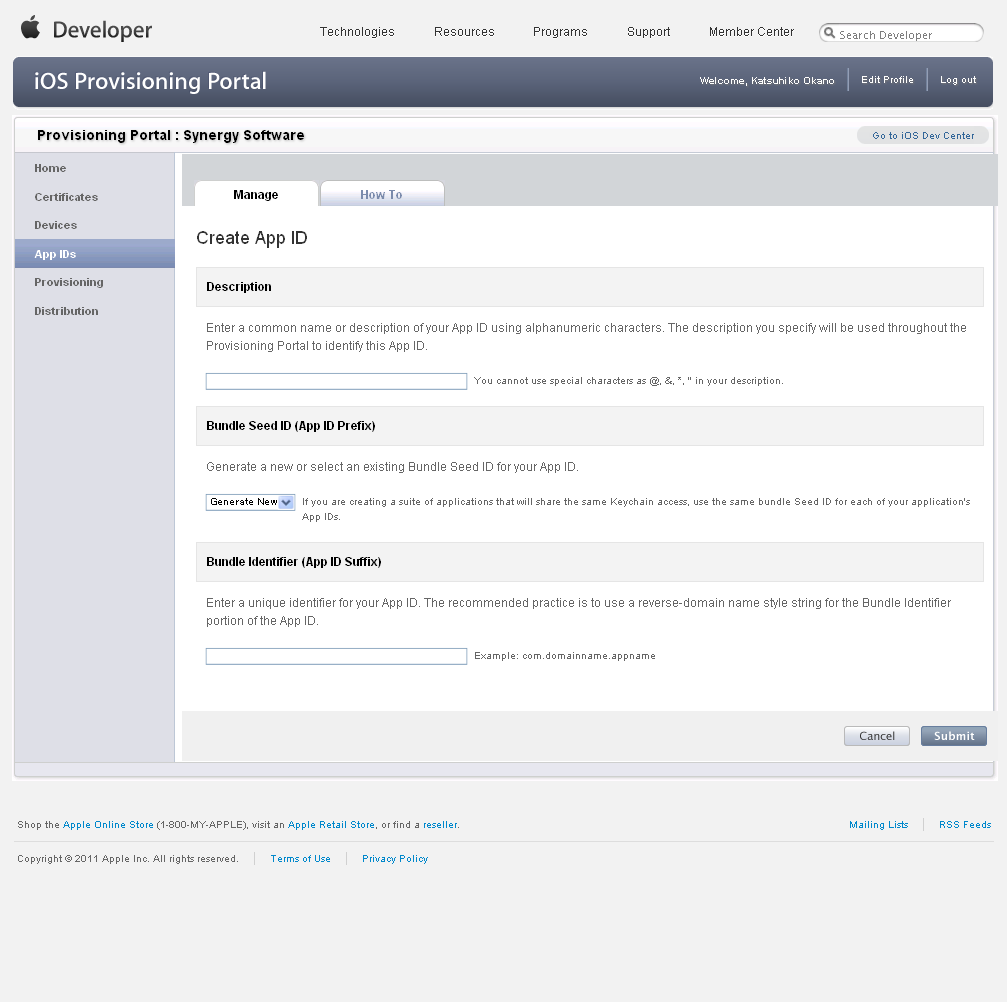 Developer
Technologies Resources Programs Support Member Center Search Developer
iOS Provisioning Portal
Welcome, Katsuhiko Okano Edit Profile Log out
Provisioning Portal : Synergy Software
Go to iOS Dev Center
Home
Certificates
Devices
App IDs
Provisioning
Distribution
Manage How To
Create App ID
Description
Enter a common name or description of your App ID using alphanumeric characters. The description you specify will be used throughout the
Provisioning Portal to identify this App ID.
You cannot use special characters as @, &, *, " in your description.
Bundle Seed ID (App ID Prefix)
Generate a new or select an existing Bundle Seed ID for your App ID.
Generate New
If you are creating a suite of applications that will share the same Keychain access, use the same bundle Seed ID for each of your application's
App IDs.
Bundle Identifier (App ID Suffix)
Enter a unique identifier for your App ID. The recommended practice is to use a reverse-domain name style string for the Bundle Identifier
portion of the App ID.
Example: com.domainname.appname
Cancel Submit
Shop the Apple Online Store (1-800-MY-APPLE), visit an Apple Retail Store, or find a reseller.
Mailing Lists RSS Feeds
Copyright © 2011 Apple Inc. All rights reserved. Terms of Use Privacy Policy